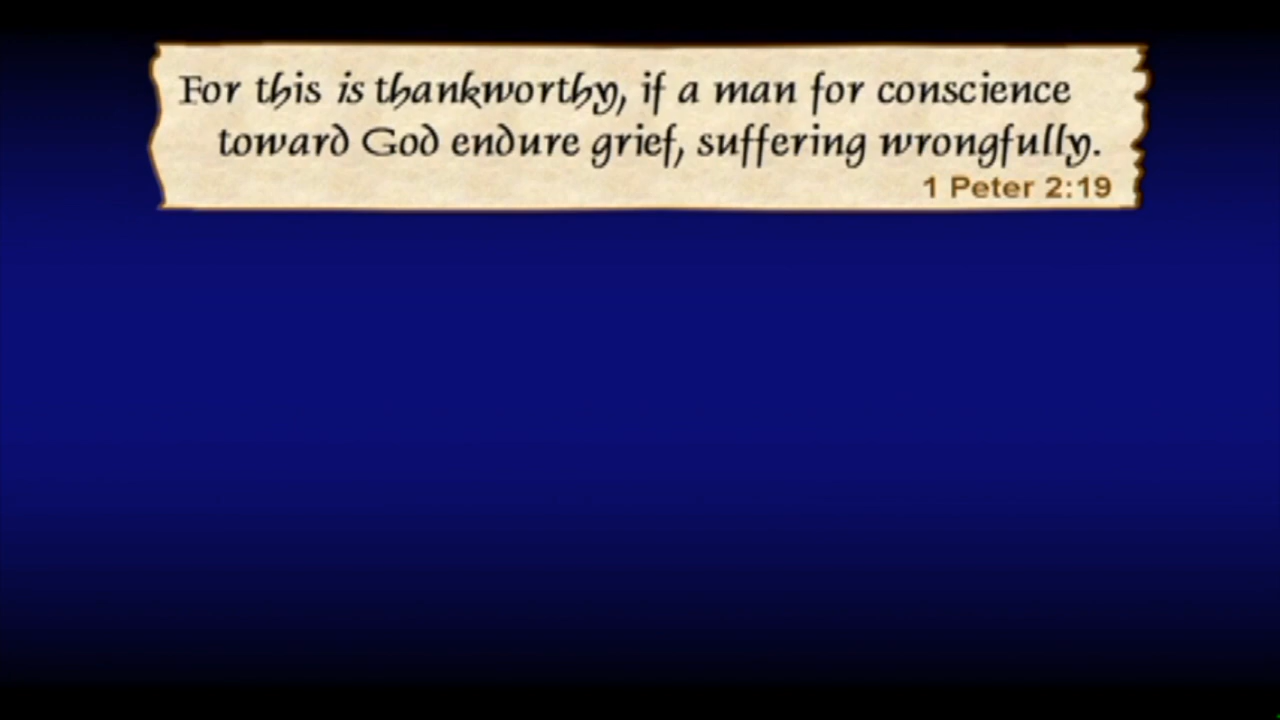 For this is thankworthy, if a man for conscience
toward God endure grief, suffering wrongfully.
1 Peter 2:19